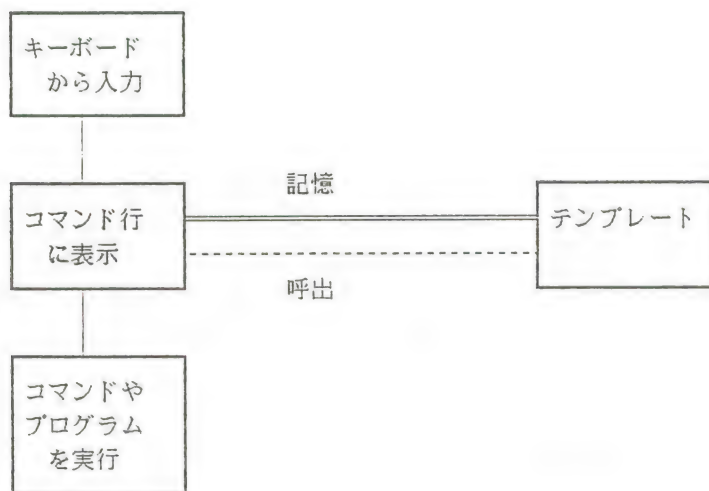 キーボード
から入力
記憶
コマンド行
に表示
テンプレート
呼出
コマンドや
プログラム
を実行